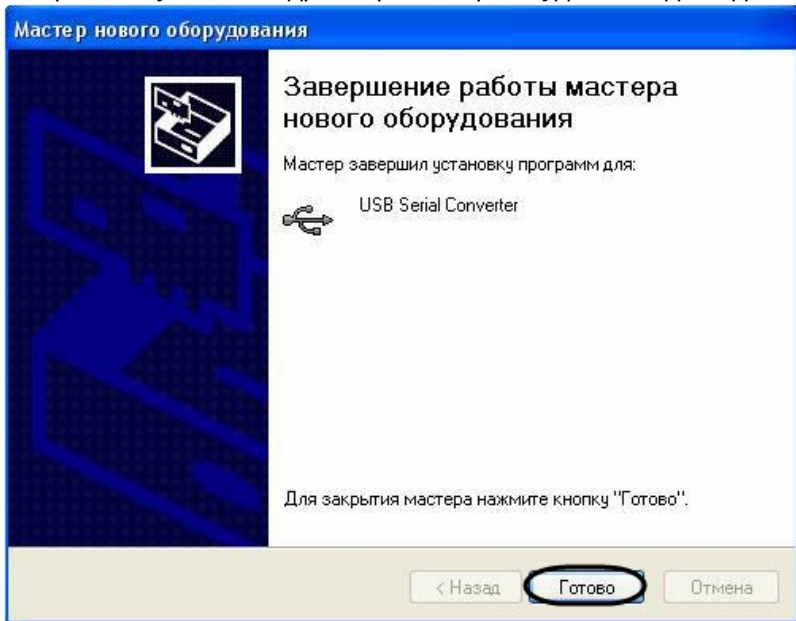 Мастер нового оборудования
Завершение работы мастера
нового оборудования
Мастер завершил установку программ для:
USB Serial Converter
Для закрытия мастера нажмите кнопку "Готово".
< Назад
Готово
Отмена